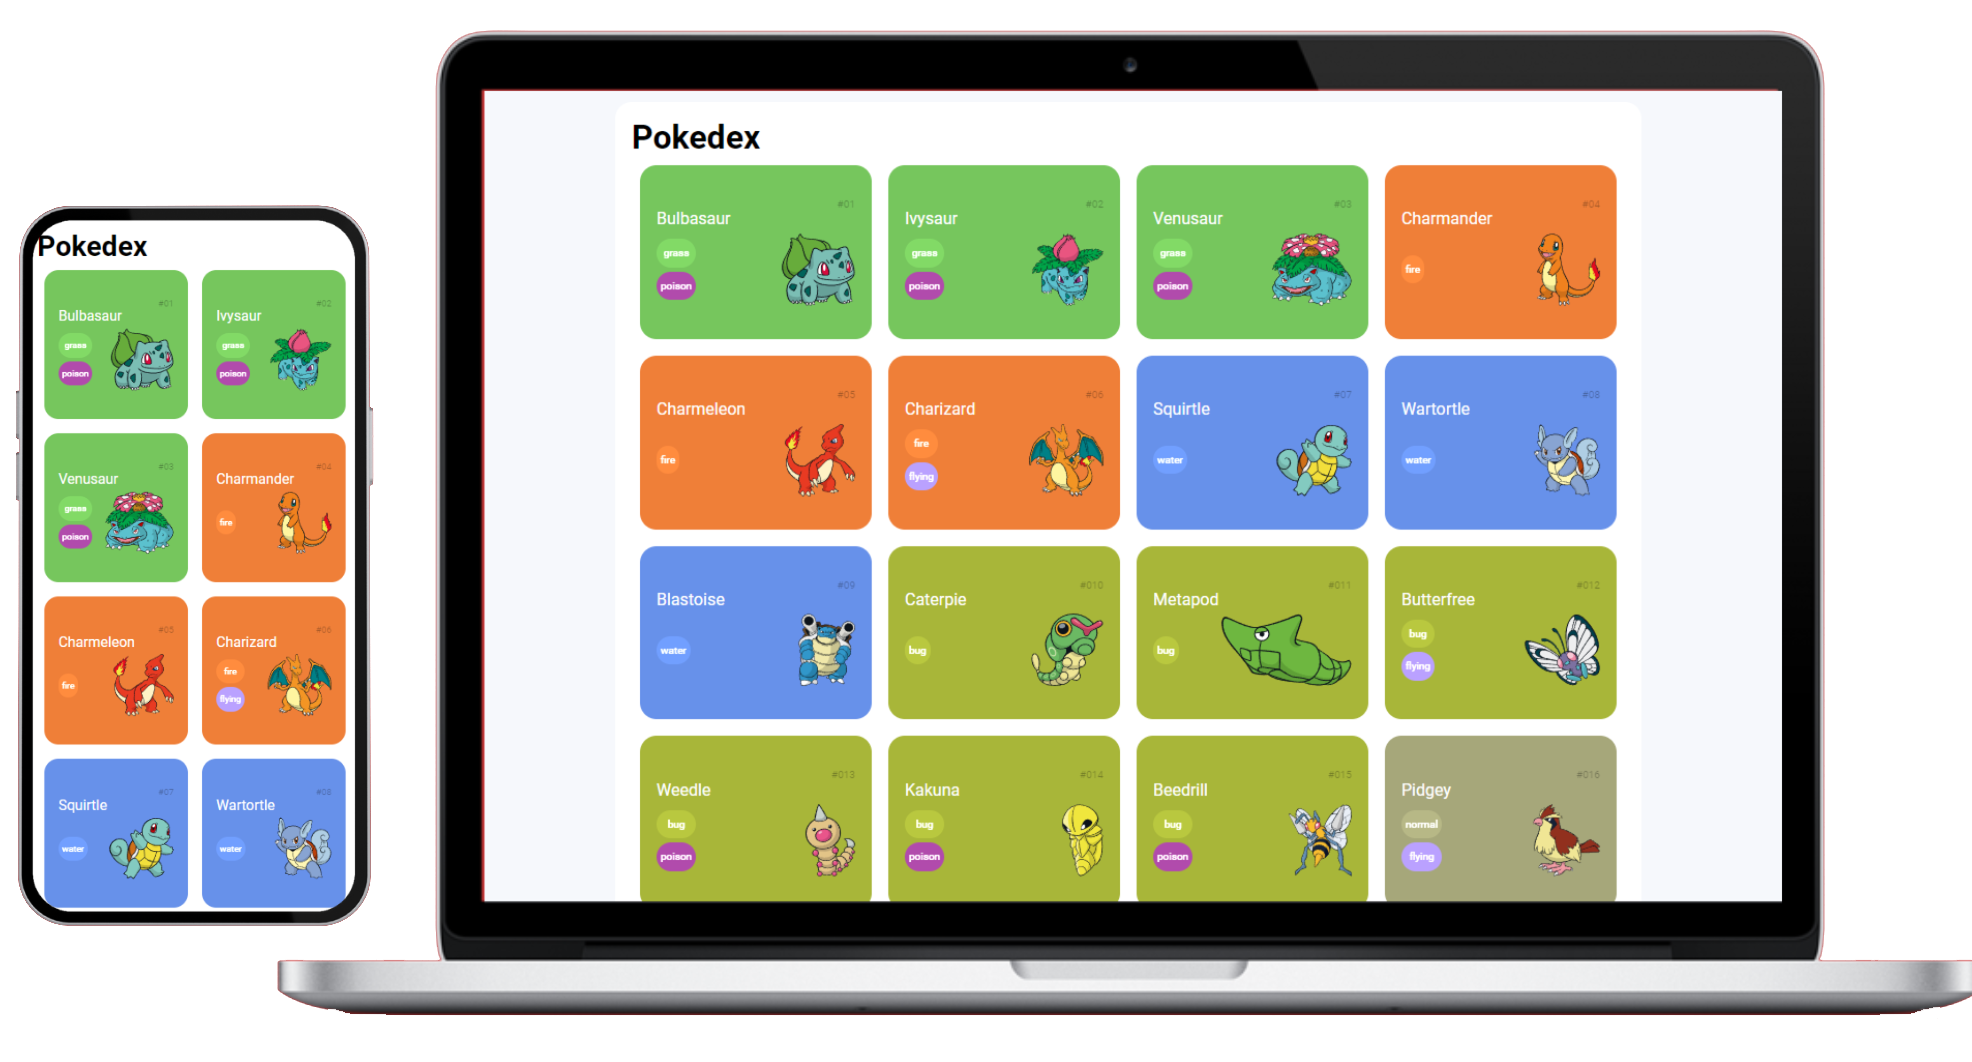 Pokedex
#01
Bulbasaur
grass
poison
#02
Ivysaur
grass
poison
#03
Venusaur
grass
poison
#04
Charmander
fire
#05
Charmeleon
fire
#06
Charizard
fire
flying
#07
Squirtle
water
#08
Wartortle
water
Pokedex
#01
Bulbasaur
grass
poison
#02
Ivysaur
grass
poison
#03
Venusaur
grass
poison
#04
Charmander
fire
#05
Charmeleon
fire
#06
Charizard
fire
flying
#07
Squirtle
water
#08
Wartortle
water
#09
Blastoise
water
#010
Caterpie
bug
#011
Metapod
bug
#012
Butterfree
bug
flying
#013
Weedle
bug
poison
#014
Kakuna
bug
poison
#015
Beedrill
bug
poison
#016
Pidgey
normal
flying